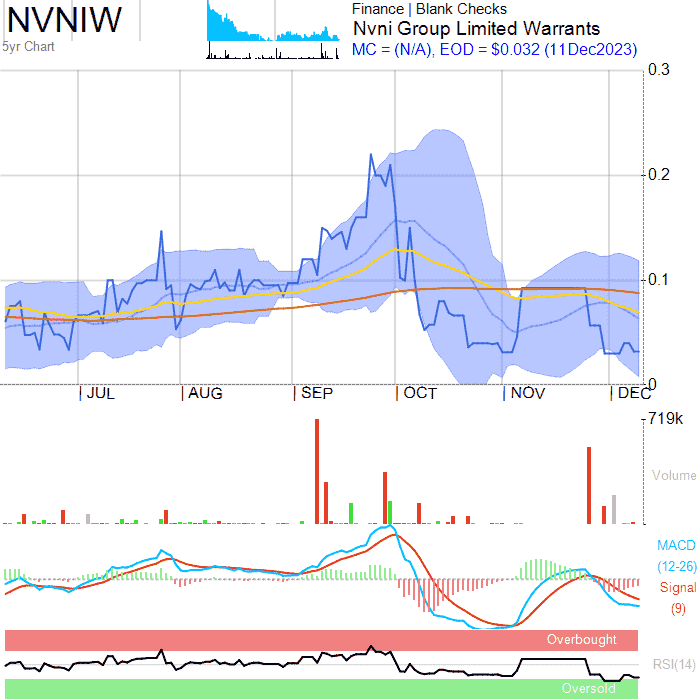 NVNIW
5yr Chart
Finance | Blank Checks
Nvni Group Limited Warrants
MC = (N/A), EOD = $0.032 (11Dec2023)
0.3
0.2
0.1
0
JUL
AUG
SEP
OCT
NOV
DEC
719k
Volume
MACD
(12-26)
Signal
(9)
Overbought
RSI(14)
Oversold